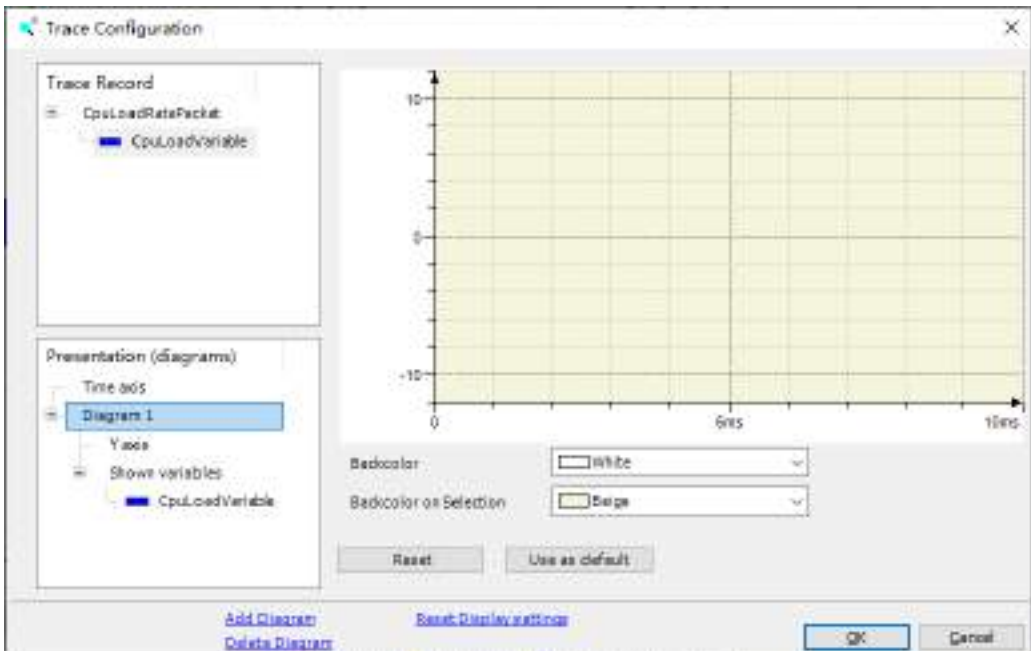 Trace Configuration
Trace Record
CpuLoadRatePacket
CpuLoadVariable
10
0
-10
0
5ms
10ms
Presentation (diagrams)
Time axis
Diagram 1
Y axis
Shown variables
CpuLoadVariable
Backcolor
White
Backcolor on Selection
Beige
Reset
Use as default
Add Diagram
Reset Display settings
Delete Diagram
OK
Cancel